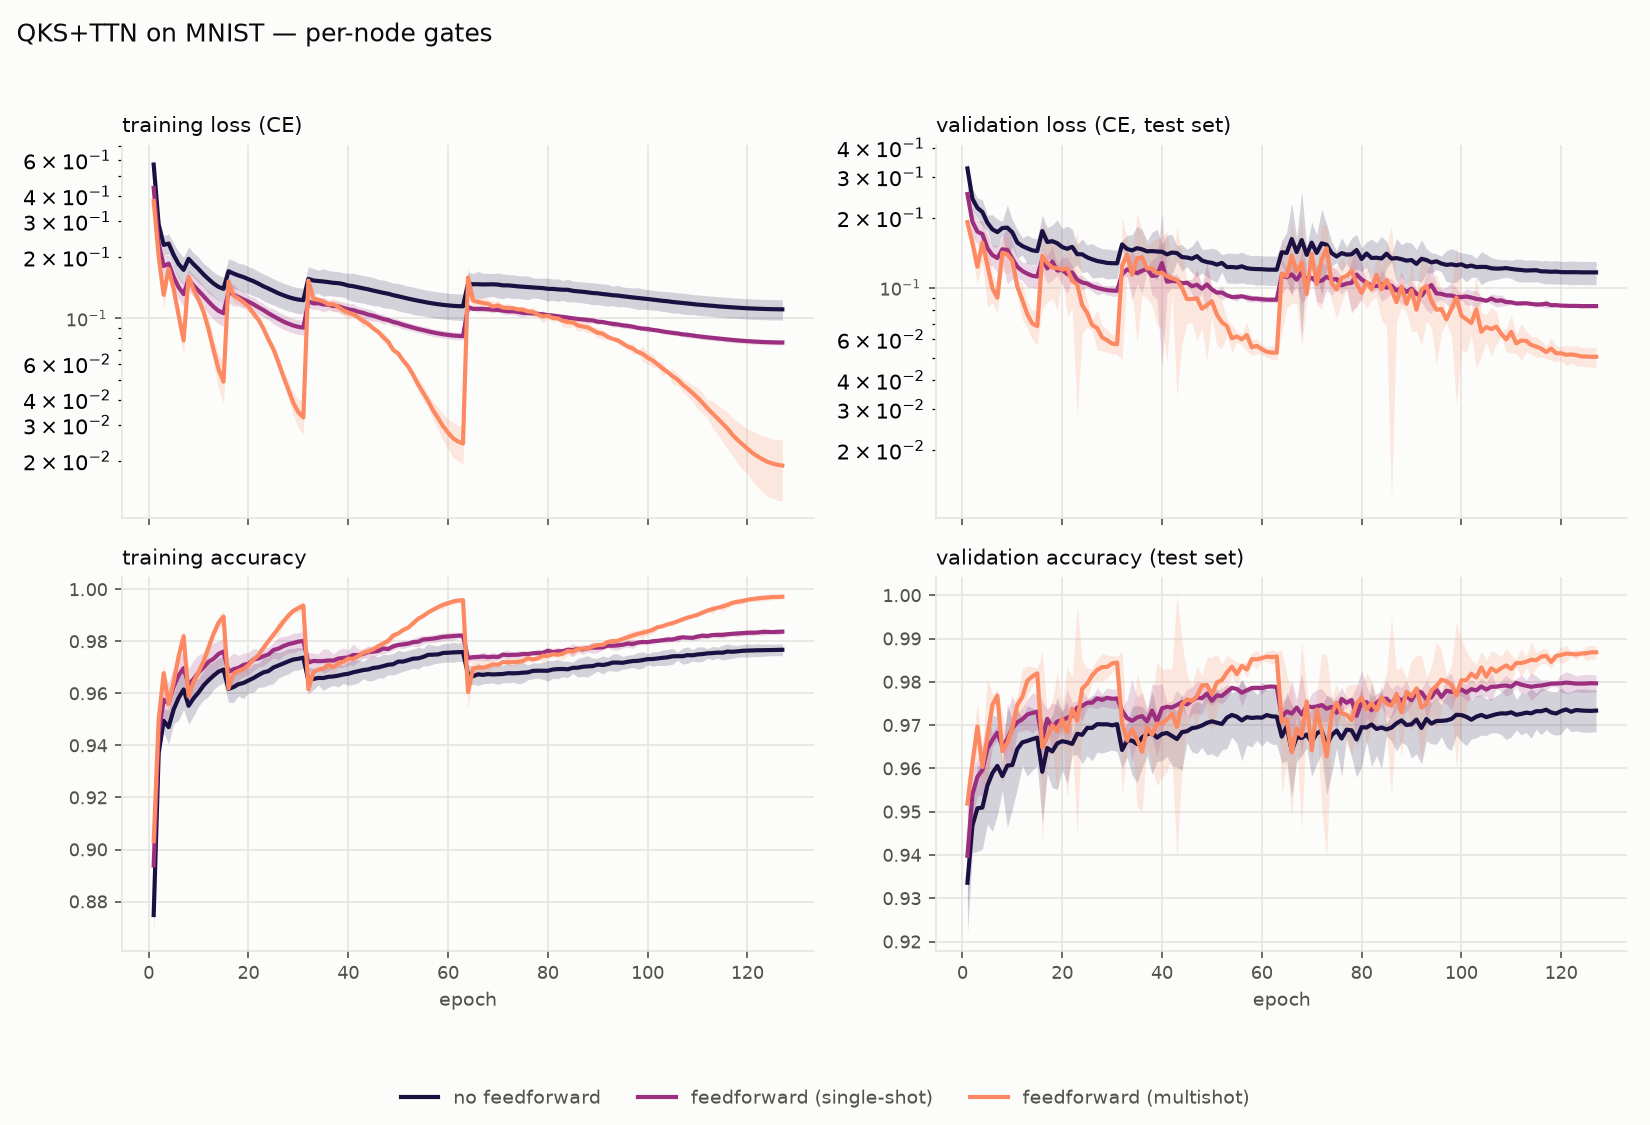 QKS+TTN on MNIST — per-node gates
training loss (CE)
6 × 10⁻¹
4 × 10⁻¹
3 × 10⁻¹
2 × 10⁻¹
10⁻¹
6 × 10⁻²
4 × 10⁻²
3 × 10⁻²
2 × 10⁻²
validation loss (CE, test set)
4 × 10⁻¹
3 × 10⁻¹
2 × 10⁻¹
10⁻¹
6 × 10⁻²
4 × 10⁻²
3 × 10⁻²
2 × 10⁻²
training accuracy
1.00
0.98
0.96
0.94
0.92
0.90
0.88
0 20 40 60 80 100 120
epoch
validation accuracy (test set)
1.00
0.99
0.98
0.97
0.96
0.95
0.94
0.93
0.92
0 20 40 60 80 100 120
epoch
no feedforward feedforward (single-shot) feedforward (multishot)